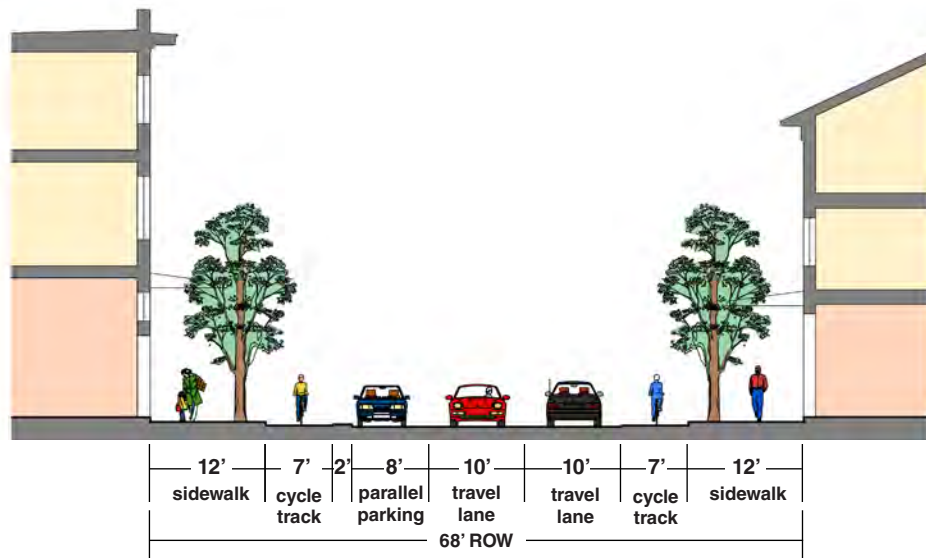 12’ 7’ 2’ 8’ 10’ 10’ 7’ 12’
sidewalk cycle parallel travel travel cycle sidewalk
track parking lane lane track
68’ ROW